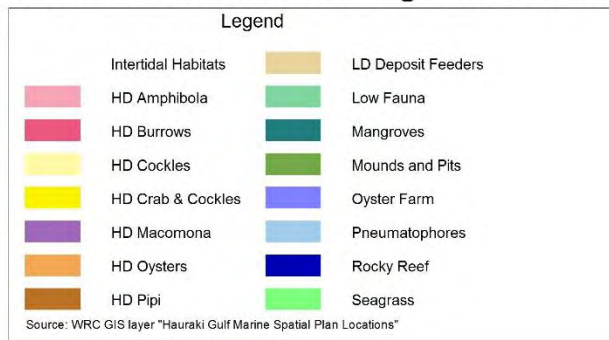 Legend
Intertidal Habitats
HD Amphibola
HD Burrows
HD Cockles
HD Crab & Cockles
HD Macomona
HD Oysters
HD Pipi
LD Deposit Feeders
Low Fauna
Mangroves
Mounds and Pits
Oyster Farm
Pneumatophores
Rocky Reef
Seagrass
Source: WRC GIS layer "Hauraki Gulf Marine Spatial Plan Locations"